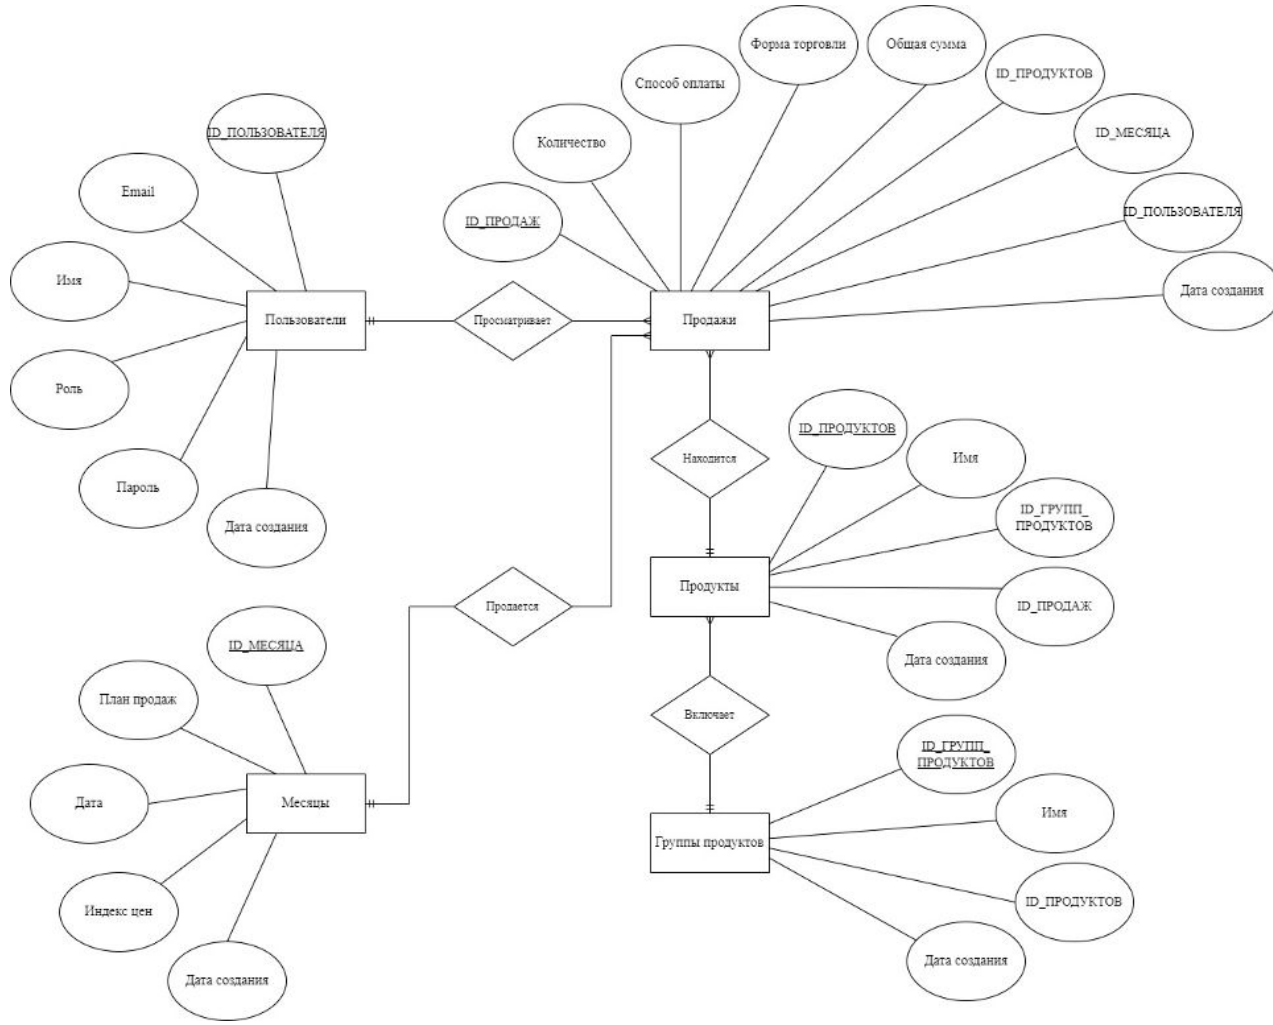 Форма торговли
Общая сумма
ID_ПРОДУКТОВ
Способ оплаты
ID_ПОЛЬЗОВАТЕЛЯ
ID_МЕСЯЦА
Количество
Email
ID_ПРОДАЖ
ID_ПОЛЬЗОВАТЕЛЯ
Имя
Дата создания
Пользователи
Просматривает
Продажи
Роль
ID_ПРОДУКТОВ
Находится
Имя
Пароль
ID_ГРУПП_
ПРОДУКТОВ
Дата создания
Продукты
Продается
ID_ПРОДАЖ
ID_МЕСЯЦА
Дата создания
План продаж
Включает
ID_ГРУПП_
ПРОДУКТОВ
Дата
Месяцы
Имя
Группы продуктов
ID_ПРОДУКТОВ
Индекс цен
Дата создания
Дата создания